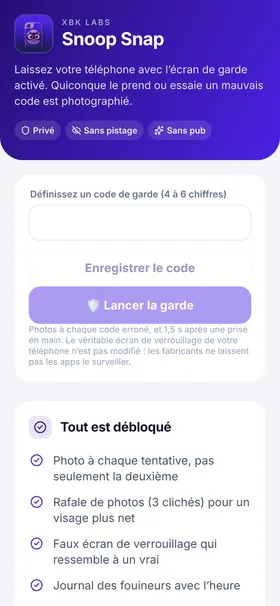 XBK LABS
Snoop Snap
Laissez votre téléphone avec l'écran de garde
activé. Quiconque le prend ou essaie un mauvais
code est photographié.
Privé
Sans pistage
Sans pub
Définissez un code de garde (4 à 6 chiffres)
Enregistrer le code
🛡️ Lancer la garde
Photos à chaque code erroné, et 1,5 s après une prise
en main. Le véritable écran de verrouillage de votre
téléphone n'est pas modifié : les fabricants ne laissent
pas les apps le surveiller.
Tout est débloqué
Photo à chaque tentative, pas
seulement la deuxième
Rafale de photos (3 clichés) pour un
visage plus net
Faux écran de verrouillage qui
ressemble à un vrai
Journal des fouineurs avec l'heure